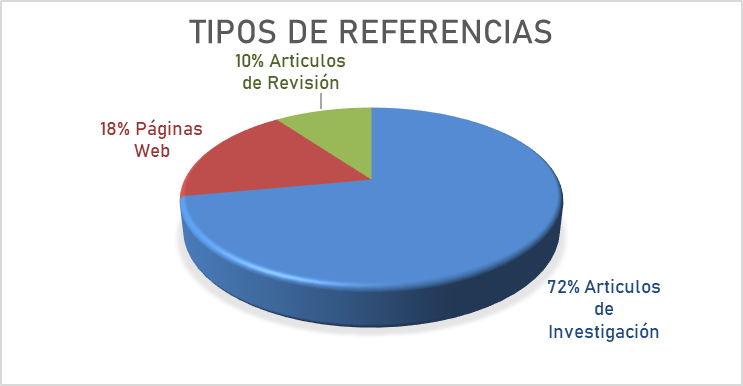 TIPOS DE REFERENCIAS
10% Articulos
de Revisión
18% Páginas
Web
72% Articulos
de
Investigación